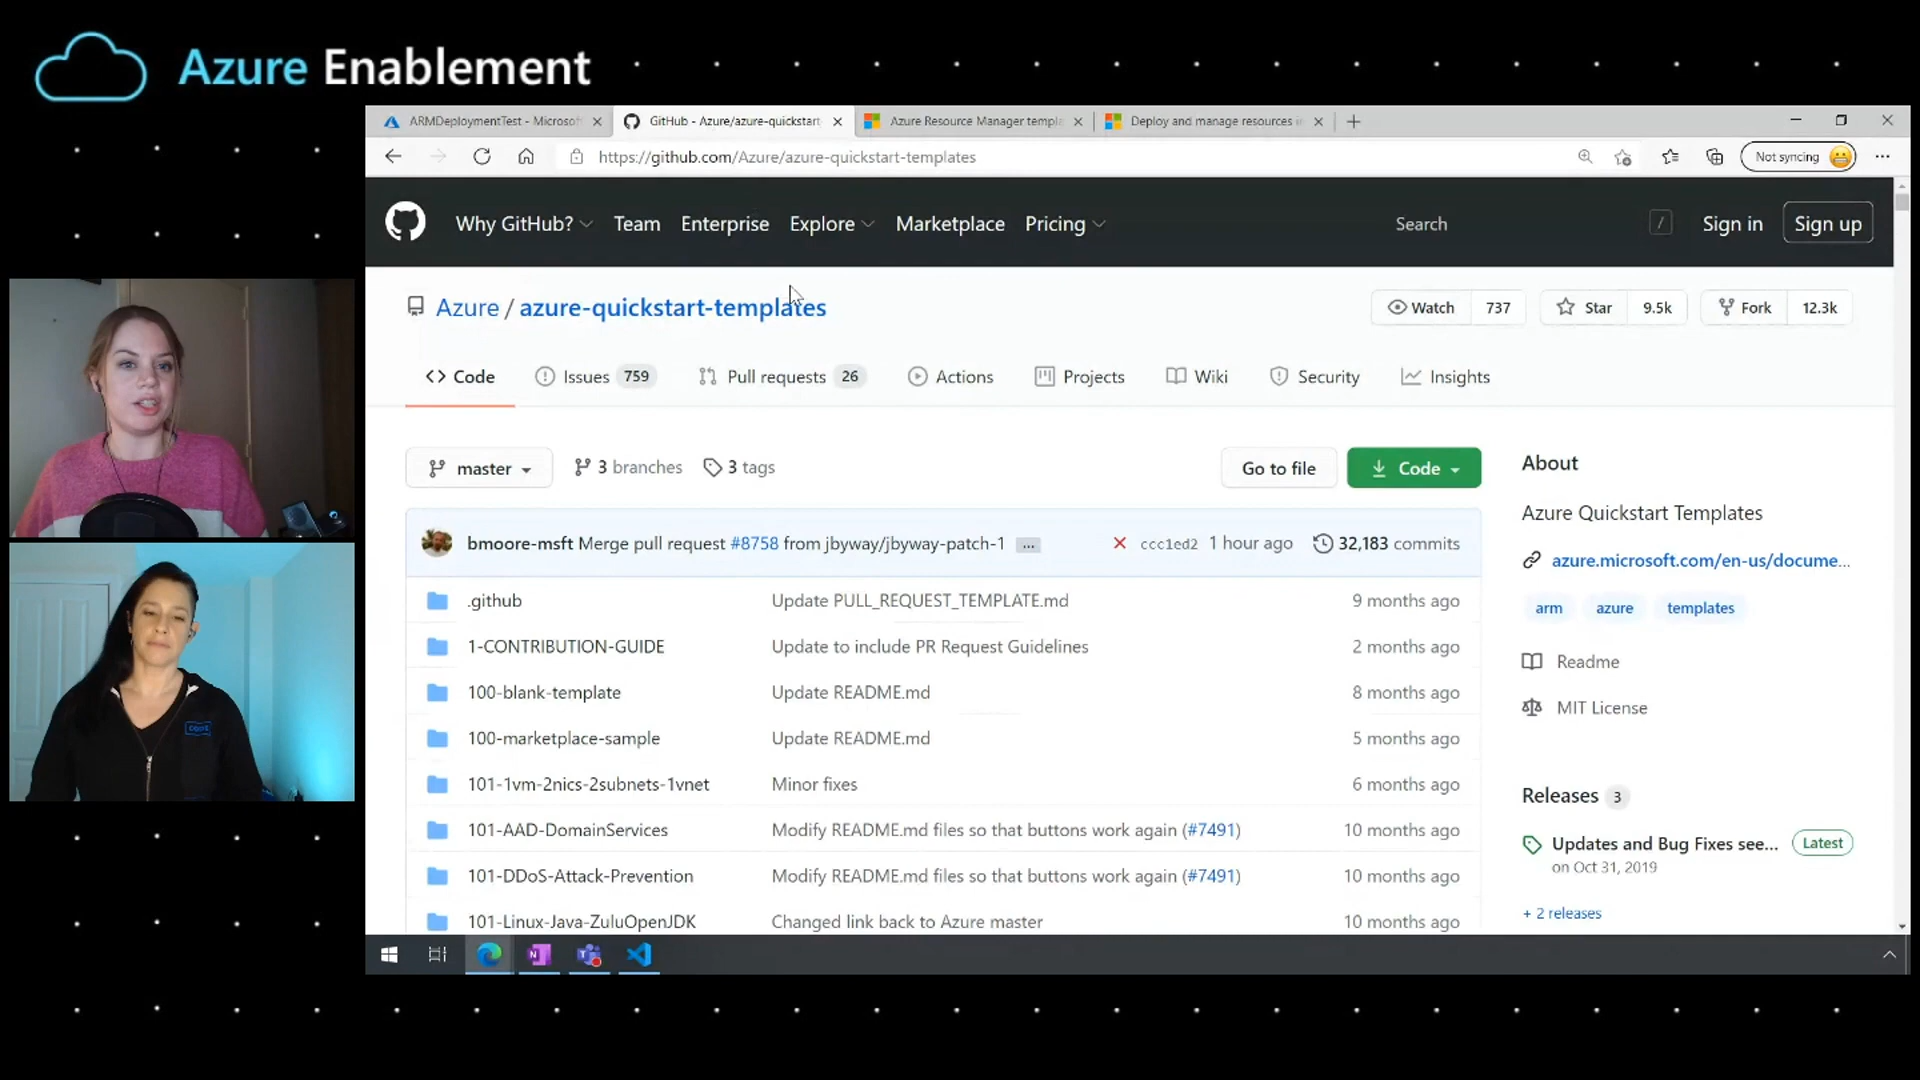 Azure Enablement
ARMDeploymentTest - Microsof
GitHub - Azure/azure-quickstart-
Azure Resource Manager templa
Deploy and manage resources i
https://github.com/Azure/azure-quickstart-templates
Not syncing
Why GitHub? Team Enterprise Explore Marketplace Pricing
Search /
Sign in Sign up
Azure / azure-quickstart-templates
Watch 737
Star 9.5k
Fork 12.3k
Code
Issues 759
Pull requests 26
Actions
Projects
Wiki
Security
Insights
master
3 branches
3 tags
Go to file
Code
bmoore-msft Merge pull request #8758 from jbyway/jbyway-patch-1 ...
ccc1ed2 1 hour ago 32,183 commits
.github Update PULL_REQUEST_TEMPLATE.md 9 months ago
1-CONTRIBUTION-GUIDE Update to include PR Request Guidelines 2 months ago
100-blank-template Update README.md 8 months ago
100-marketplace-sample Update README.md 5 months ago
101-1vm-2nics-2subnets-1vnet Minor fixes 6 months ago
101-AAD-DomainServices Modify README.md files so that buttons work again (#7491) 10 months ago
101-DDoS-Attack-Prevention Modify README.md files so that buttons work again (#7491) 10 months ago
101-Linux-Java-ZuluOpenJDK Changed link back to Azure master 10 months ago
About
Azure Quickstart Templates
azure.microsoft.com/en-us/docume...
arm azure templates
Readme
MIT License
Releases 3
Updates and Bug Fixes see... Latest
on Oct 31, 2019
+ 2 releases